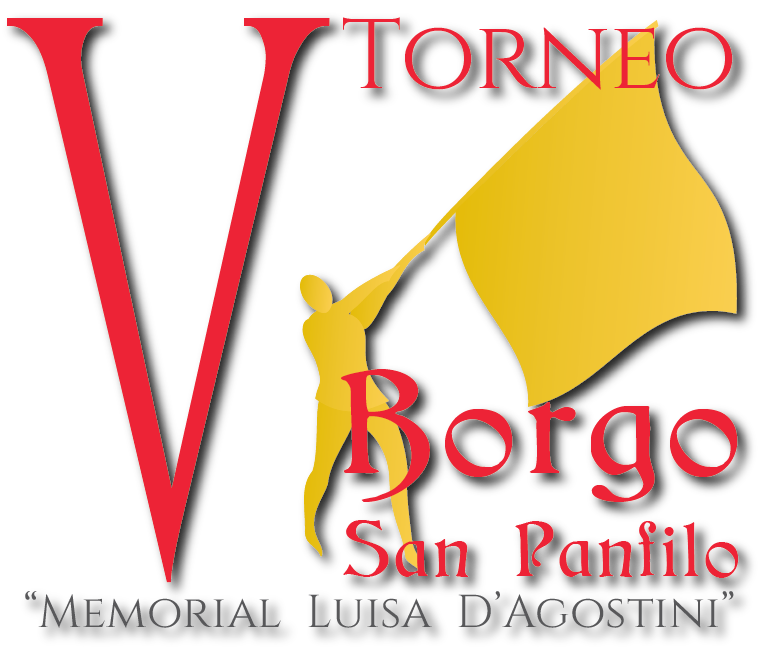 V Torneo
Borgo
San Panfilo
“Memorial Luisa D’Agostini”